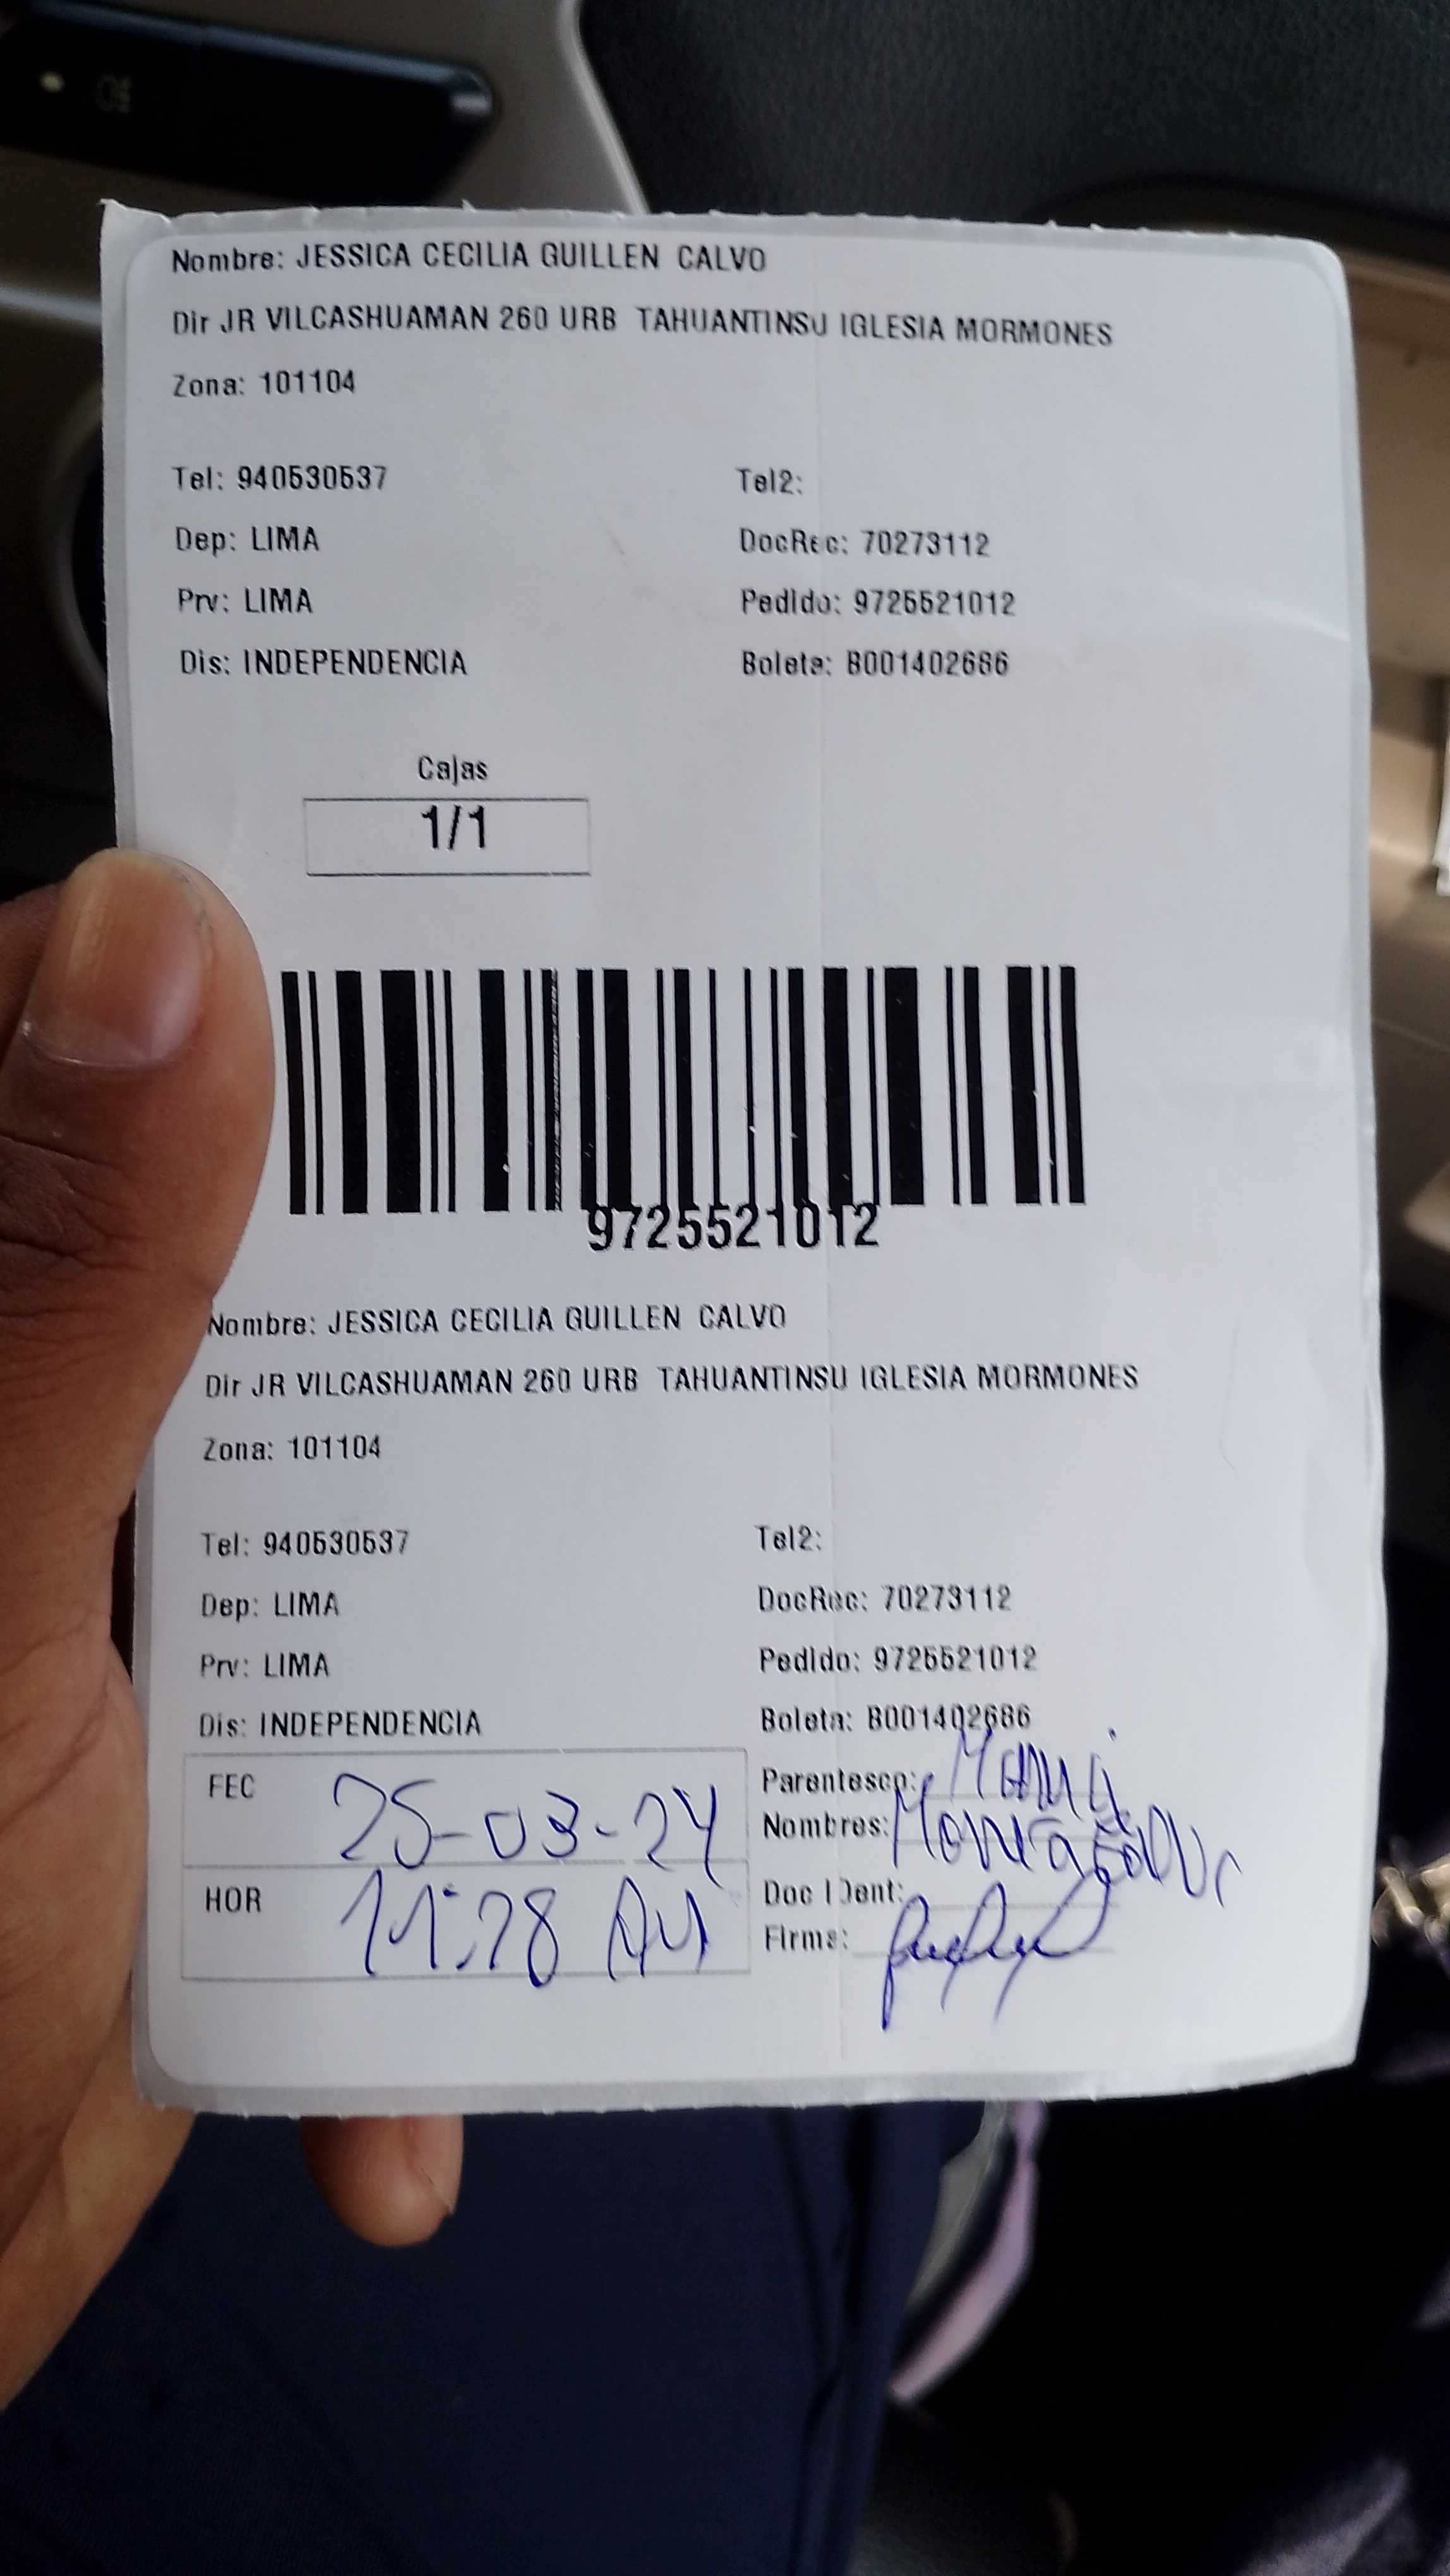 Nombre: JESSICA CECILIA GUILLEN CALVO
Dir JR VILCASHUAMAN 260 URB TAHUANTINSU IGLESIA MORMONES
Zona: 101104
Tel: 940530537 Tel2:
Dep: LIMA DocRec: 70273112
Prv: LIMA Pedido: 9725521012
Dis: INDEPENDENCIA Boleta: B001402686
Cajas
1/1
9725521012
Nombre: JESSICA CECILIA GUILLEN CALVO
Dir JR VILCASHUAMAN 260 URB TAHUANTINSU IGLESIA MORMONES
Zona: 101104
Tel: 940530537 Tel2:
Dep: LIMA DocRec: 70273112
Prv: LIMA Pedido: 9725521012
Dis: INDEPENDENCIA Boleta: B001402686
FEC 25-03-24 Parentesco:
Nombres:
HOR 11:28 AM Doc IDent:
Firma: